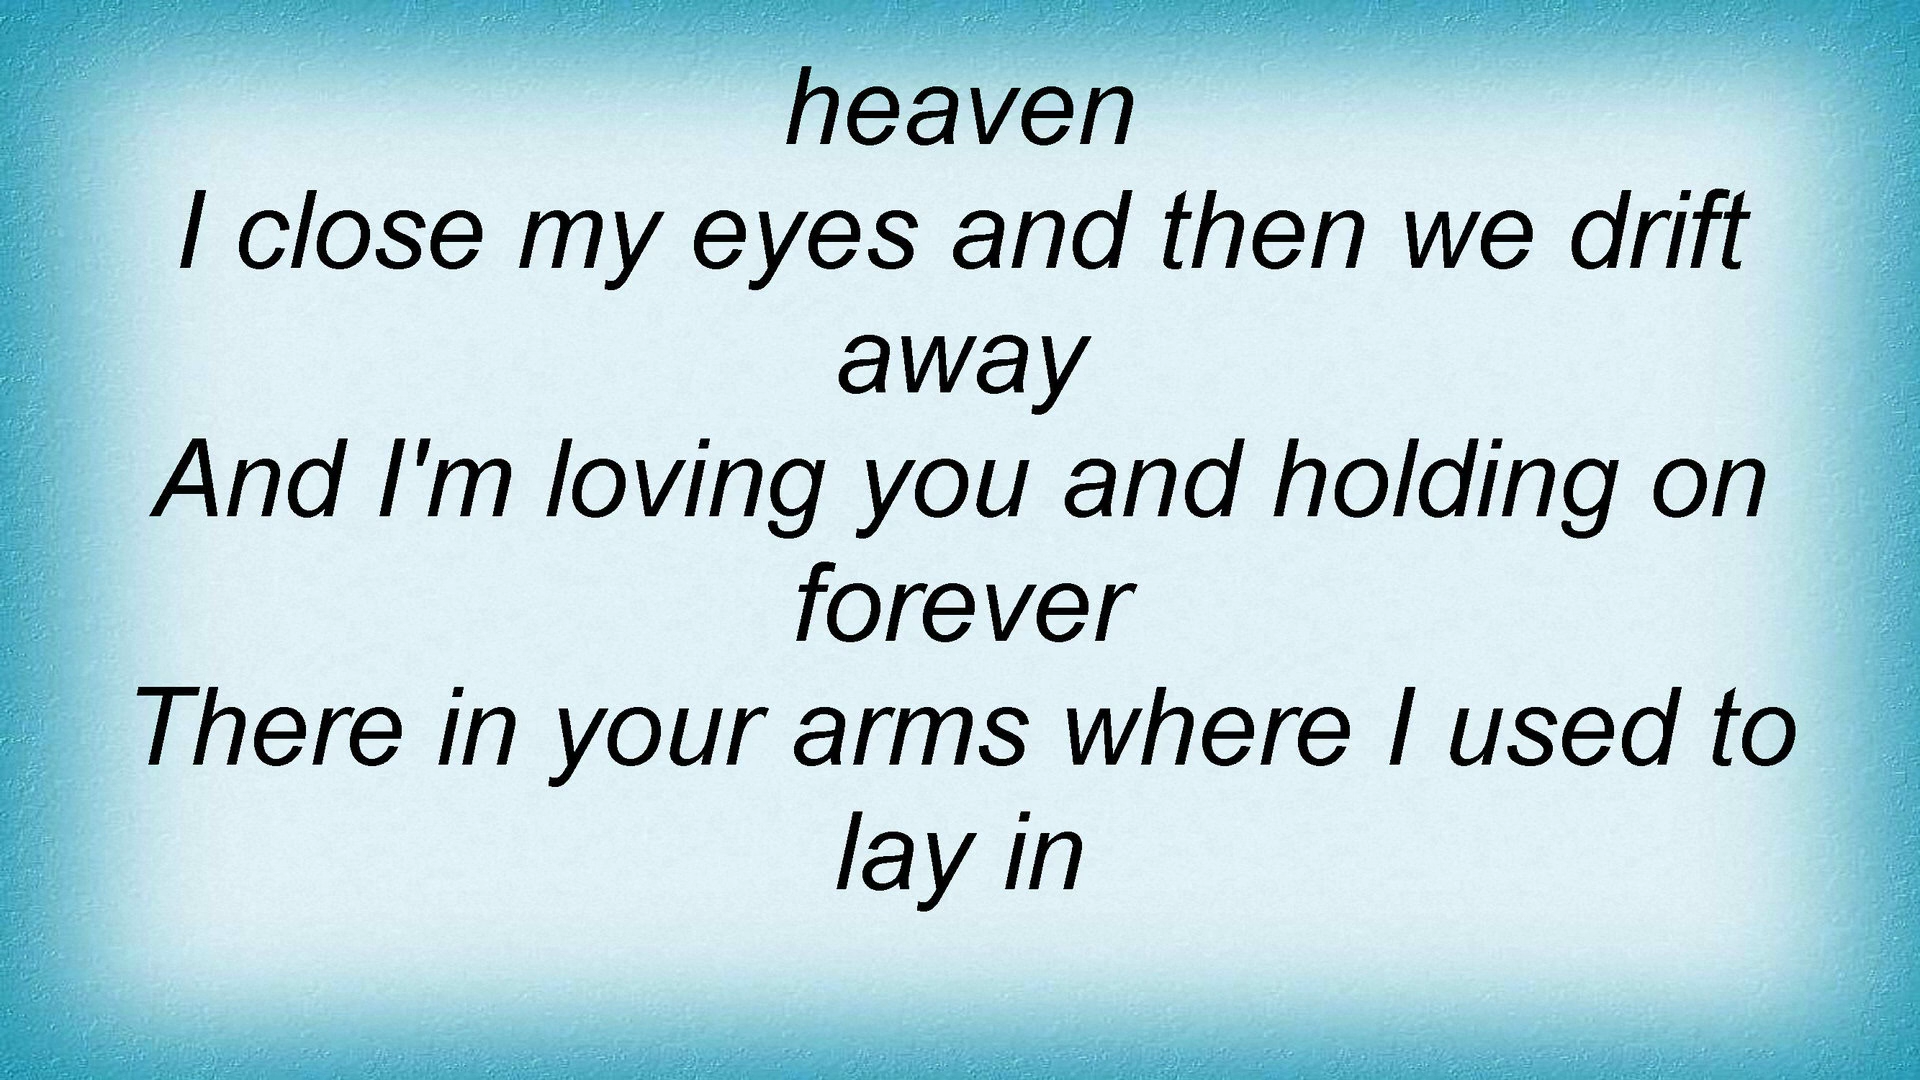 heaven
I close my eyes and then we drift
away
And I'm loving you and holding on
forever
There in your arms where I used to
lay in